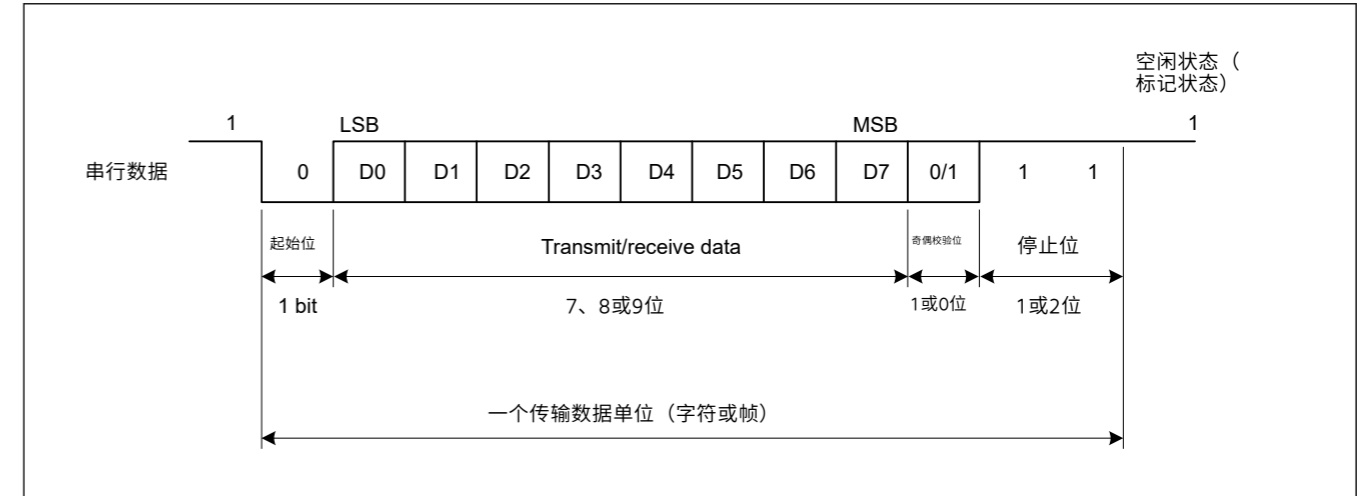 空闲状态（
标记状态）
1 LSB MSB 1
串行数据 0 D0 D1 D2 D3 D4 D5 D6 D7 0/1 1 1
起始位 Transmit/receive data 奇偶校验位 停止位
1 bit 7、8或9位 1或0位 1或2位
一个传输数据单位（字符或帧）